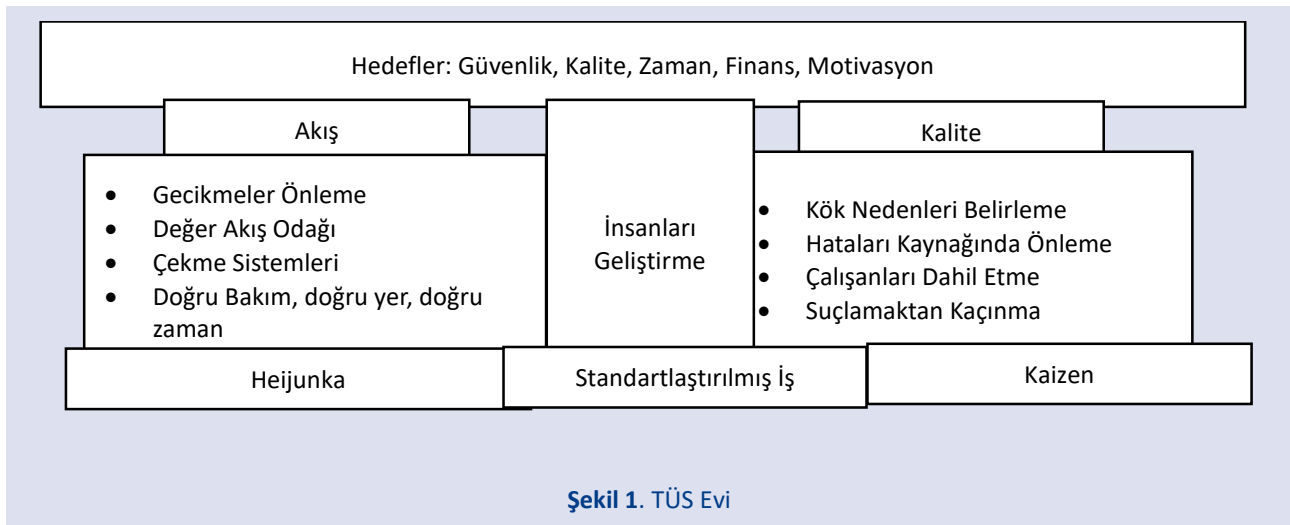 Hedefler: Güvenlik, Kalite, Zaman, Finans, Motivasyon
Akış
• Gecikmeler Önleme
• Değer Akış Odağı
• Çekme Sistemleri
• Doğru Bakım, doğru yer, doğru
zaman
İnsanları
Geliştirme
Kalite
• Kök Nedenleri Belirleme
• Hataları Kaynağında Önleme
• Çalışanları Dahil Etme
• Suçlamaktan Kaçınma
Heijunka
Standartlaştırılmış İş
Kaizen
Şekil 1. TÜS Evi